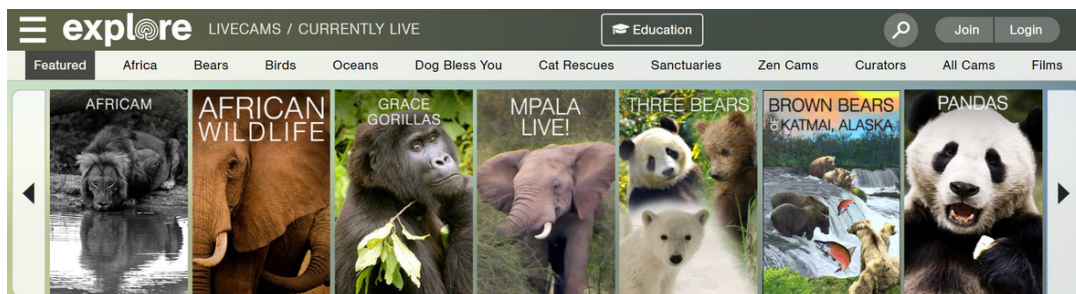 explore
LIVECAMS / CURRENTLY LIVE
Education
Join
Login
Featured
Africa
Bears
Birds
Oceans
Dog Bless You
Cat Rescues
Sanctuaries
Zen Cams
Curators
All Cams
Films
AFRICAM
AFRICAN
WILDLIFE
GRACE
GORILLAS
MPALA
LIVE!
THREE BEARS
BROWN BEARS
OF KATMAI, ALASKA
PANDAS